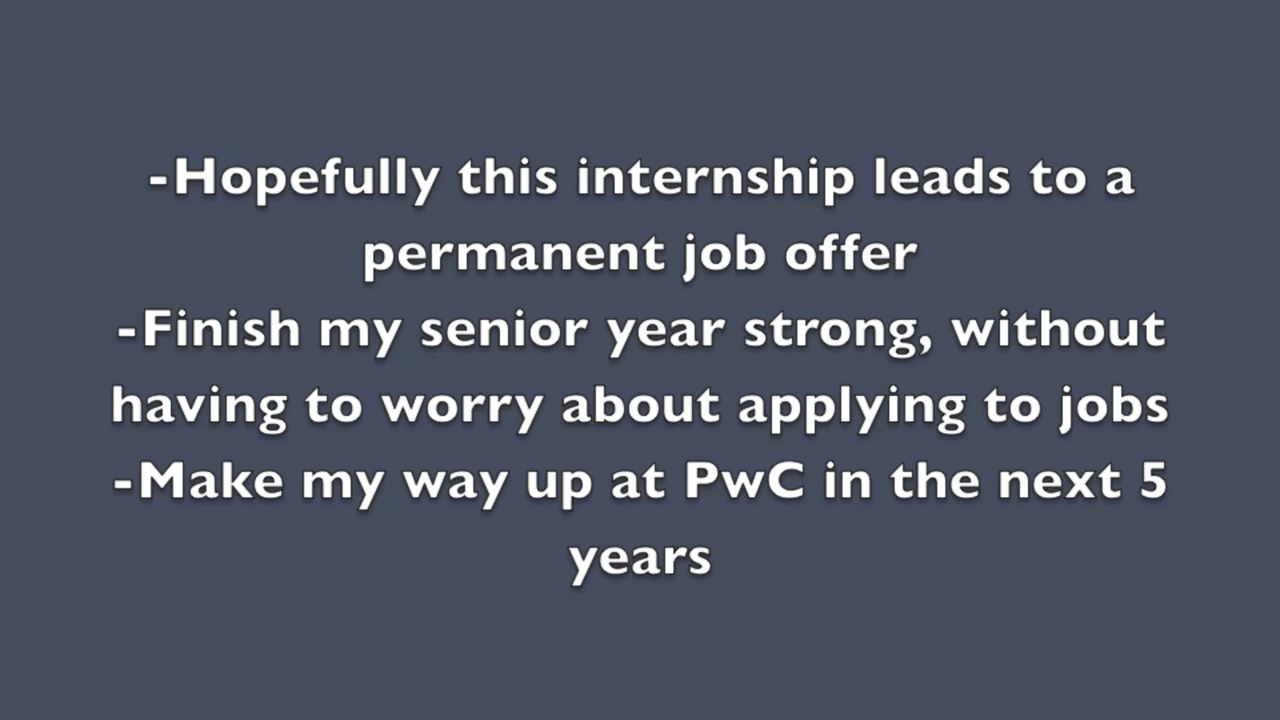 -Hopefully this internship leads to a
permanent job offer
-Finish my senior year strong, without
having to worry about applying to jobs
-Make my way up at PwC in the next 5
years